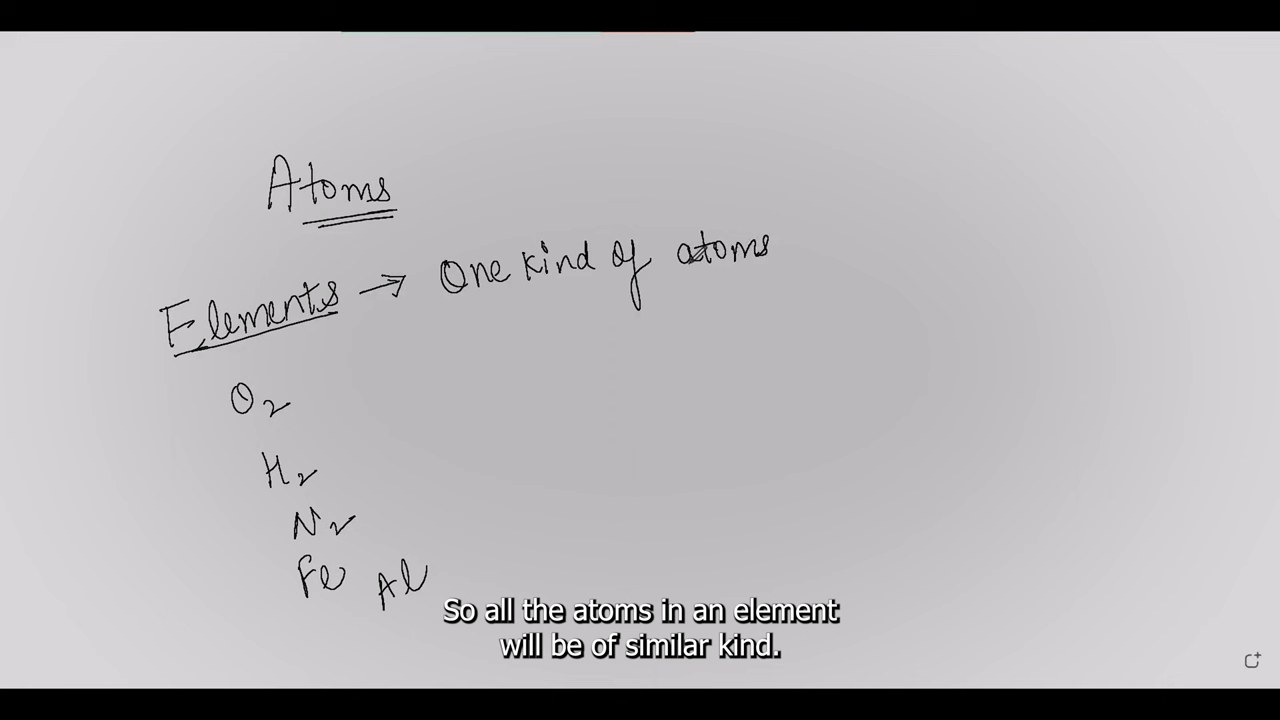 Atoms
Elements → One kind of atoms
O2
H2
N2
Fe Al
So all the atoms in an element
will be of similar kind.